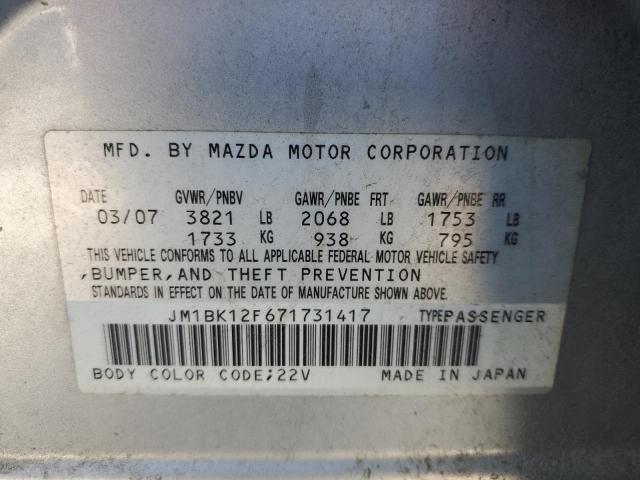 MFD. BY MAZDA MOTOR CORPORATION
DATE GVWR/PNBV GAWR/PNBE FRT GAWR/PNBE RR
03/07 3821 LB 2068 LB 1753 LB
1733 KG 938 KG 795 KG
THIS VEHICLE CONFORMS TO ALL APPLICABLE FEDERAL MOTOR VEHICLE SAFETY
,BUMPER,AND THEFT PREVENTION
STANDARDS IN EFFECT ON THE DATE OF MANUFACTURE SHOWN ABOVE.
JM1BK12F671731417 TYPE:PASSENGER
BODY COLOR CODE;22V MADE IN JAPAN